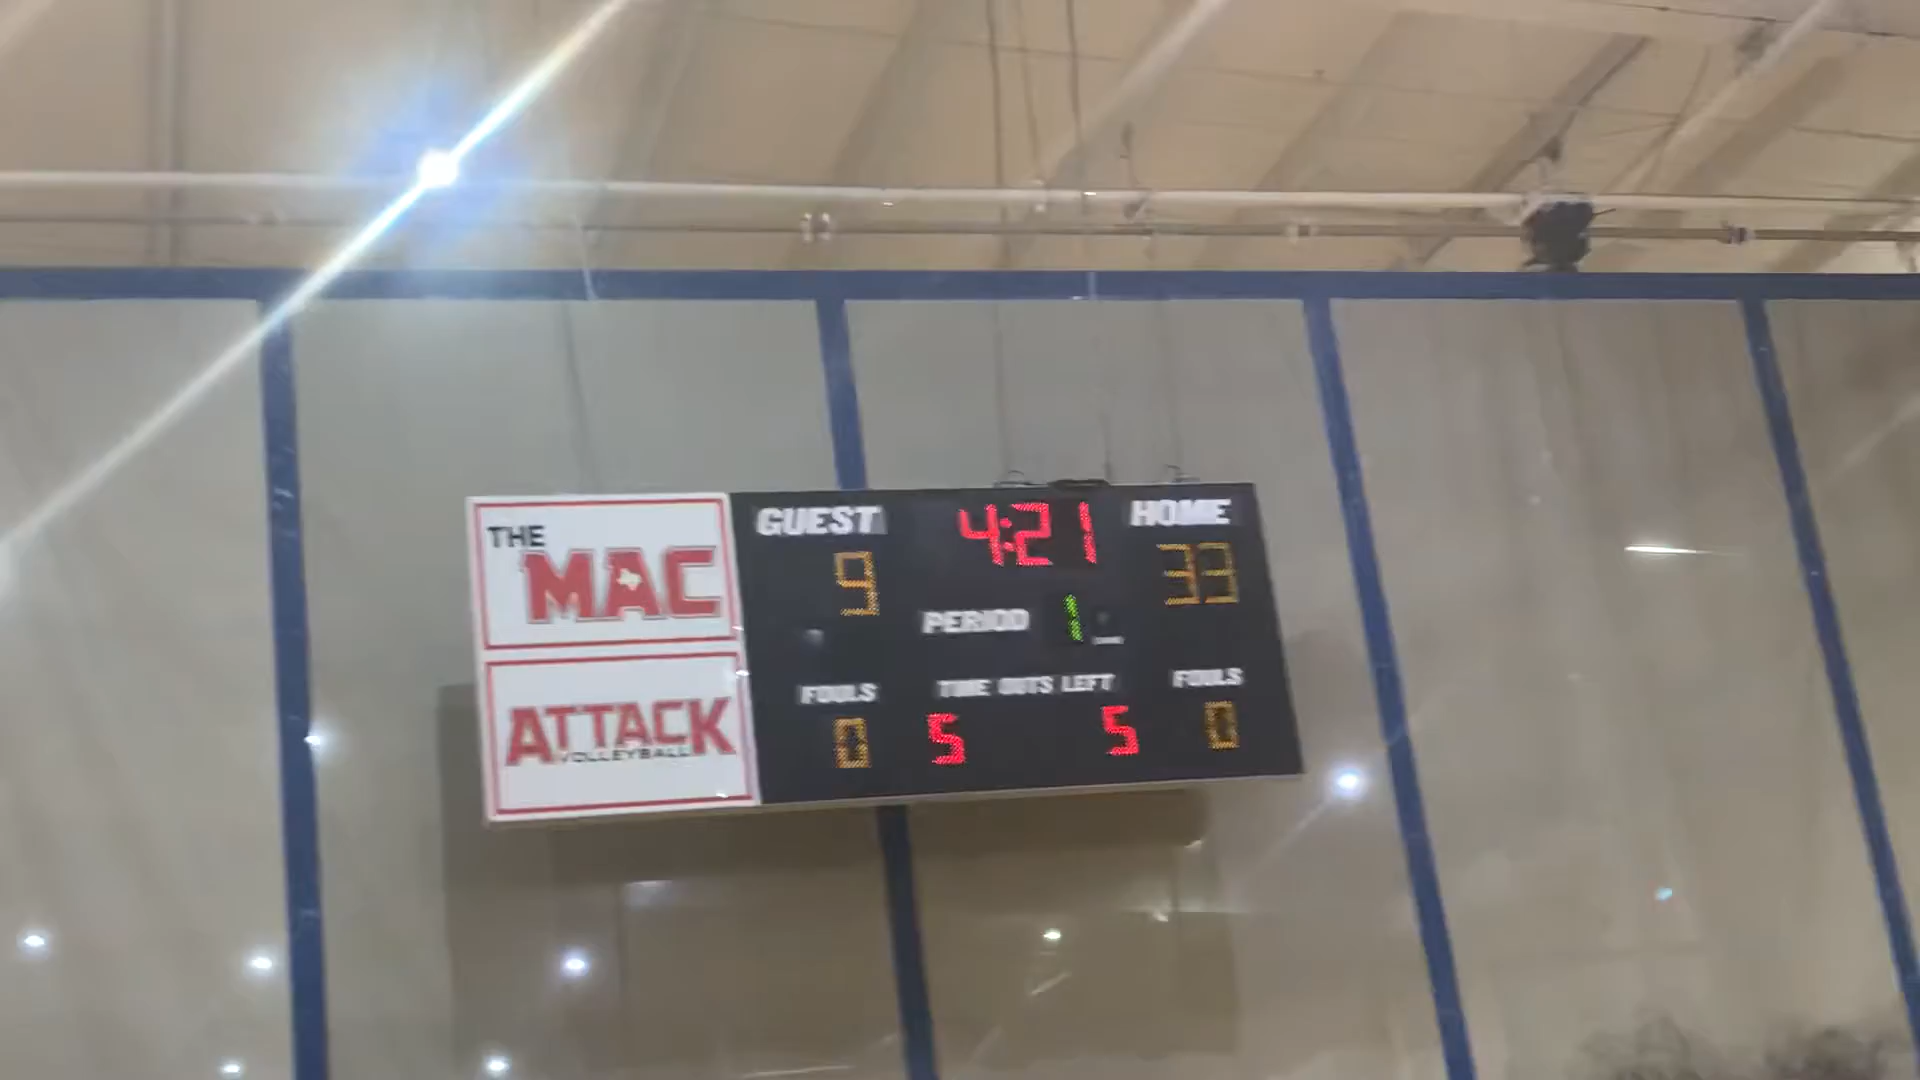 THE
MAC
ATTACK
VOLLEYBALL
GUEST 4:21 HOME
9 33
PERIOD 1
FOULS TIME OUTS LEFT FOULS
0 5 5 0